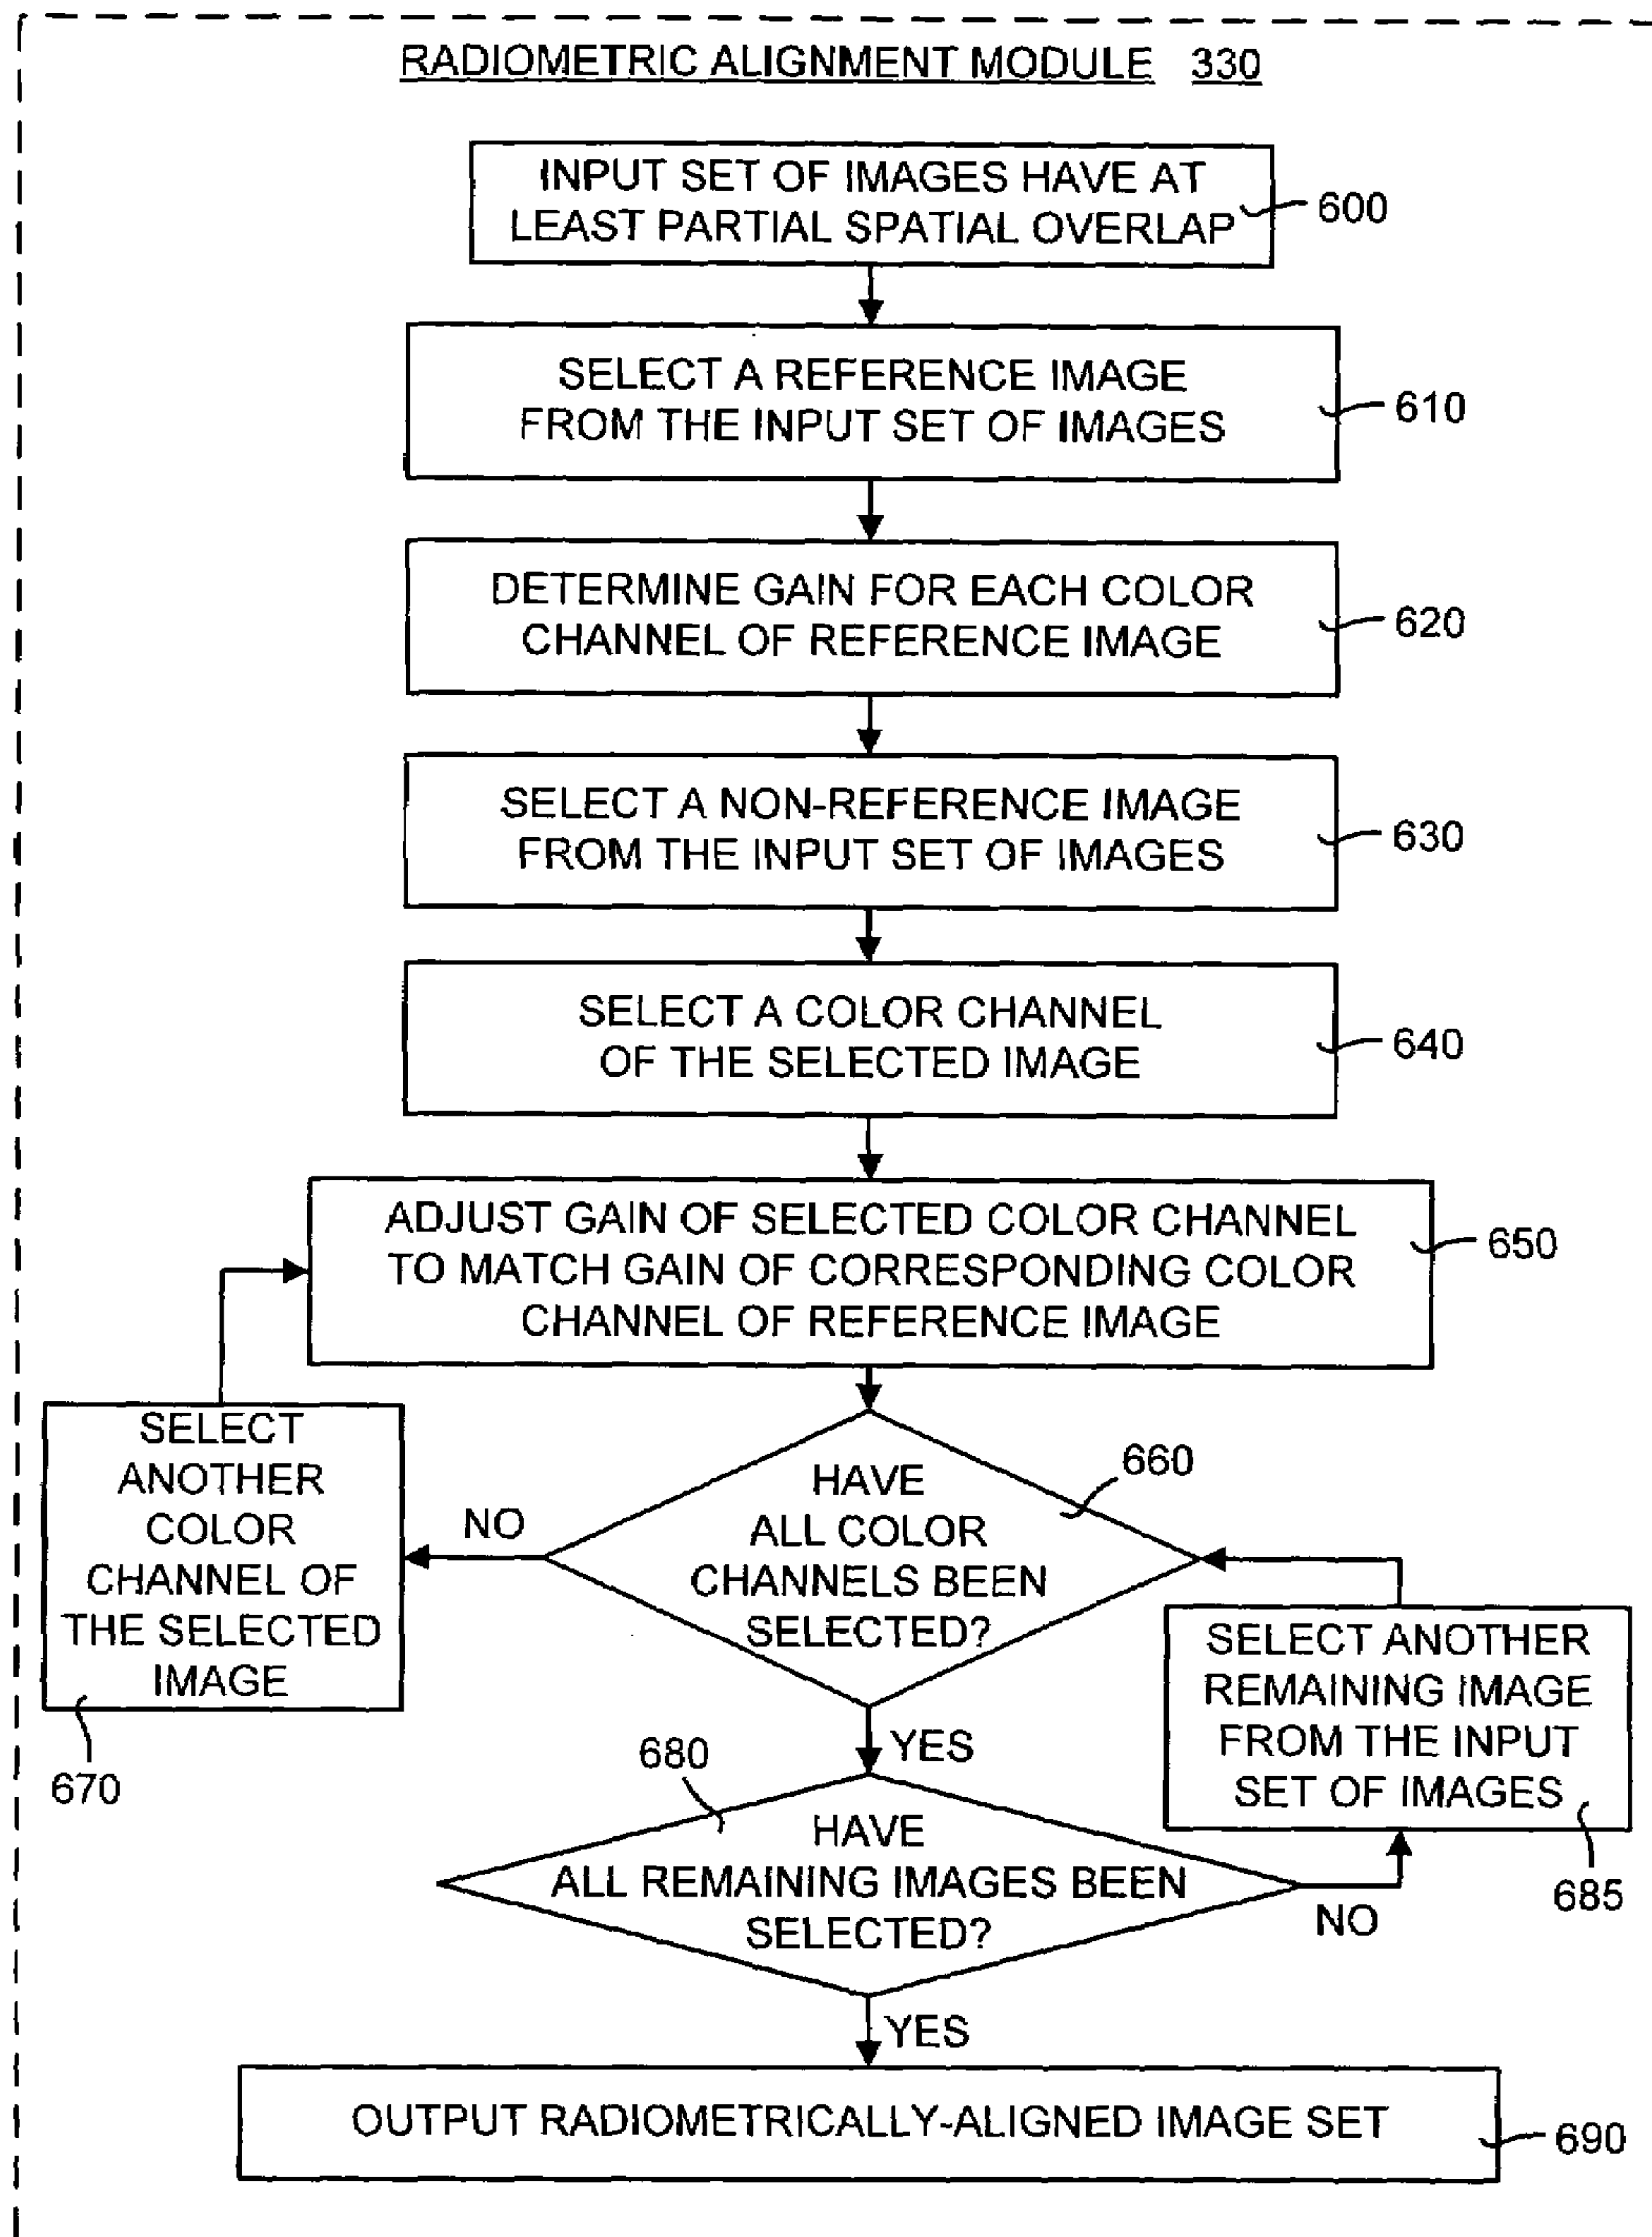 RADIOMETRIC ALIGNMENT MODULE 330
INPUT SET OF IMAGES HAVE AT
LEAST PARTIAL SPATIAL OVERLAP
600
SELECT A REFERENCE IMAGE
FROM THE INPUT SET OF IMAGES
610
DETERMINE GAIN FOR EACH COLOR
CHANNEL OF REFERENCE IMAGE
620
SELECT A NON-REFERENCE IMAGE
FROM THE INPUT SET OF IMAGES
630
SELECT A COLOR CHANNEL
OF THE SELECTED IMAGE
640
ADJUST GAIN OF SELECTED COLOR CHANNEL
TO MATCH GAIN OF CORRESPONDING COLOR
CHANNEL OF REFERENCE IMAGE
650
HAVE
ALL COLOR
CHANNELS BEEN
SELECTED?
660
NO
SELECT
ANOTHER
COLOR
CHANNEL OF
THE SELECTED
IMAGE
670
YES
HAVE
ALL REMAINING IMAGES BEEN
SELECTED?
680
NO
SELECT ANOTHER
REMAINING IMAGE
FROM THE INPUT
SET OF IMAGES
685
YES
OUTPUT RADIOMETRICALLY-ALIGNED IMAGE SET
690